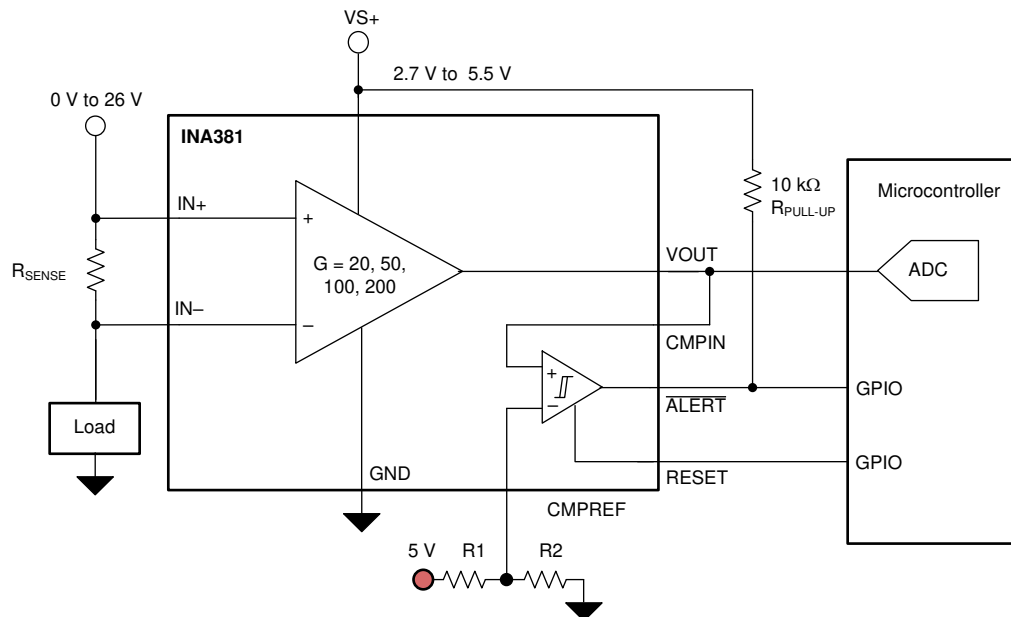 VS+
2.7 V to 5.5 V
0 V to 26 V
INA381
10 kΩ
RPULL-UP
Microcontroller
IN+
+
RSENSE
G = 20, 50,
100, 200
VOUT
ADC
IN–
–
CMPIN
+
–
ALERT
GPIO
Load
GND
RESET
GPIO
CMPREF
5 V
R1
R2